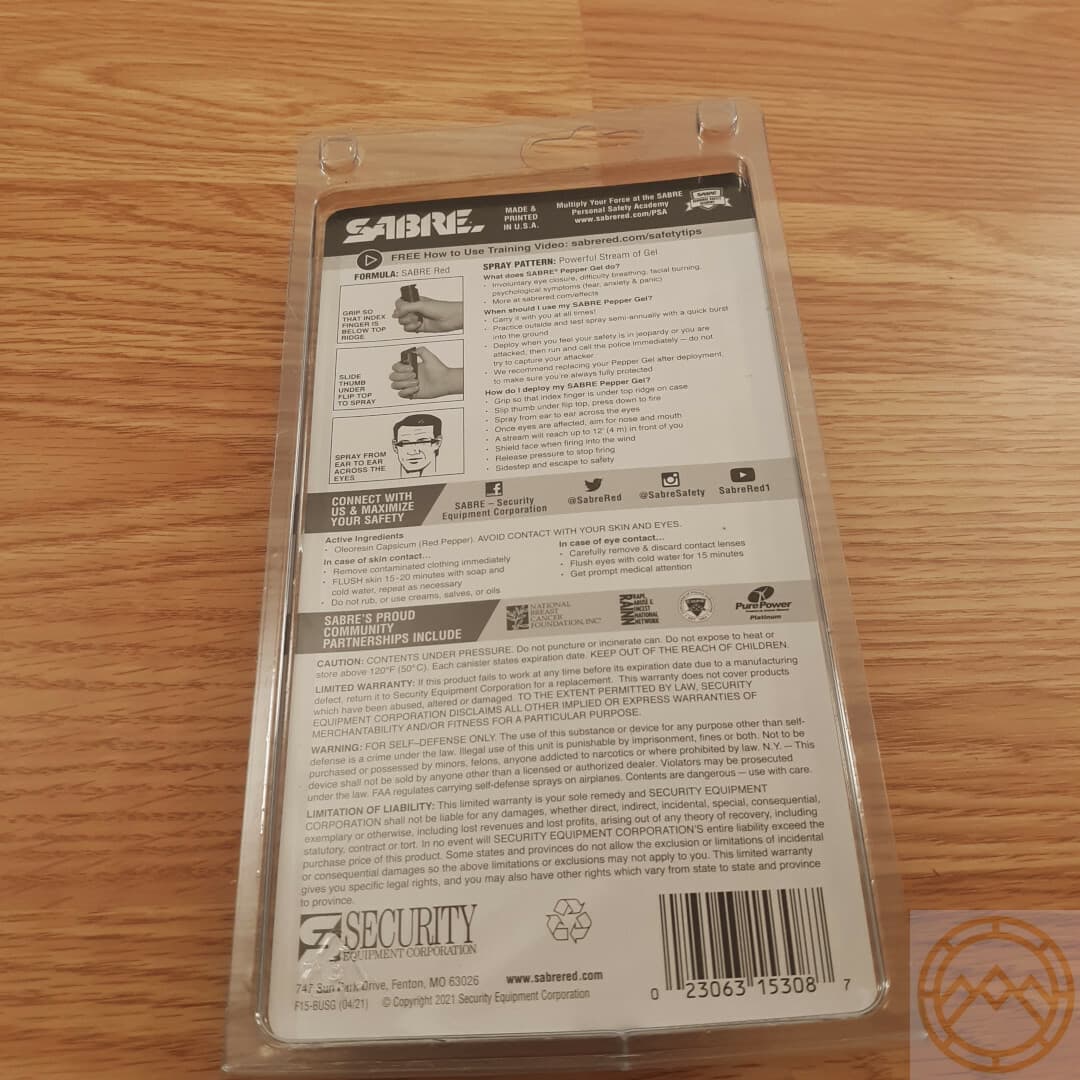 SABRE.
MADE &
PRINTED
IN U.S.A.
Multiply Your Force at the SABRE
Personal Safety Academy
www.sabrered.com/PSA
SABRE
FREE How to Use Training Video: sabrered.com/safetytips
FORMULA: SABRE Red
GRIP SO
THAT INDEX
FINGER IS
BELOW TOP
RIDGE
SLIDE
THUMB
UNDER
FLIP TOP
TO SPRAY
SPRAY FROM
EAR TO EAR
ACROSS THE
EYES
SPRAY PATTERN: Powerful Stream of Gel
What does SABRE® Pepper Gel do?
• Involuntary eye closure, difficulty breathing, facial burning,
psychological symptoms (fear, anxiety & panic)
• More at sabrered.com/effects
When should I use my SABRE Pepper Gel?
• Carry it with you at all times!
• Practice outside and test spray semi-annually with a quick burst
into the ground
• Deploy when you feel your safety is in jeopardy or you are
attacked, then run and call the police immediately – do not
try to capture your attacker
• We recommend replacing your Pepper Gel after deployment,
to make sure you're always fully protected
How do I deploy my SABRE Pepper Gel?
• Grip so that index finger is under top ridge on case
• Slip thumb under flip top, press down to fire
• Spray from ear to ear across the eyes
• Once eyes are affected, aim for nose and mouth
• A stream will reach up to 12' (4 m) in front of you
• Shield face when firing into the wind
• Release pressure to stop firing
• Sidestep and escape to safety
CONNECT WITH
US & MAXIMIZE
YOUR SAFETY
SABRE – Security
Equipment Corporation
@SabreRed
@SabreSafety
SabreRed1
Active Ingredients
• Oleoresin Capsicum (Red Pepper). AVOID CONTACT WITH YOUR SKIN AND EYES.
In case of skin contact...
• Remove contaminated clothing immediately
• FLUSH skin 15-20 minutes with soap and
cold water, repeat as necessary
• Do not rub, or use creams, salves, or oils
In case of eye contact...
• Carefully remove & discard contact lenses
• Flush eyes with cold water for 15 minutes
• Get prompt medical attention
SABRE'S PROUD
COMMUNITY
PARTNERSHIPS INCLUDE
NATIONAL
BREAST
CANCER
FOUNDATION, INC.
RAINN
RAPE,
ABUSE &
INCEST
NATIONAL
NETWORK
PurePower
Platinum
CAUTION: CONTENTS UNDER PRESSURE. Do not puncture or incinerate can. Do not expose to heat or
store above 120°F (50°C). Each canister states expiration date. KEEP OUT OF THE REACH OF CHILDREN.
LIMITED WARRANTY: If this product fails to work at any time before its expiration date due to a manufacturing
defect, return it to Security Equipment Corporation for a replacement. This warranty does not cover products
which have been abused, altered or damaged. TO THE EXTENT PERMITTED BY LAW, SECURITY
EQUIPMENT CORPORATION DISCLAIMS ALL OTHER IMPLIED OR EXPRESS WARRANTIES OF
MERCHANTABILITY AND/OR FITNESS FOR A PARTICULAR PURPOSE.
WARNING: FOR SELF–DEFENSE ONLY. The use of this substance or device for any purpose other than self-
defense is a crime under the law. Illegal use of this unit is punishable by imprisonment, fines or both. Not to be
purchased or possessed by minors, felons, anyone addicted to narcotics or where prohibited by law. N.Y. — This
device shall not be sold by anyone other than a licensed or authorized dealer. Violators may be prosecuted
under the law. FAA regulates carrying self-defense sprays on airplanes. Contents are dangerous – use with care.
LIMITATION OF LIABILITY: This limited warranty is your sole remedy and SECURITY EQUIPMENT
CORPORATION shall not be liable for any damages, whether direct, indirect, incidental, special, consequential,
exemplary or otherwise, including lost revenues and lost profits, arising out of any theory of recovery, including
statutory, contract or tort. In no event will SECURITY EQUIPMENT CORPORATION'S entire liability exceed the
purchase price of this product. Some states and provinces do not allow the exclusion or limitations of incidental
or consequential damages so the above limitations or exclusions may not apply to you. This limited warranty
gives you specific legal rights, and you may also have other rights which vary from state to state and province
to province.
SECURITY
EQUIPMENT CORPORATION
747 Sun Park Drive, Fenton, MO 63026
www.sabrered.com
F15-BUSG (04/21) © Copyright 2021 Security Equipment Corporation
0 23063 15308 7